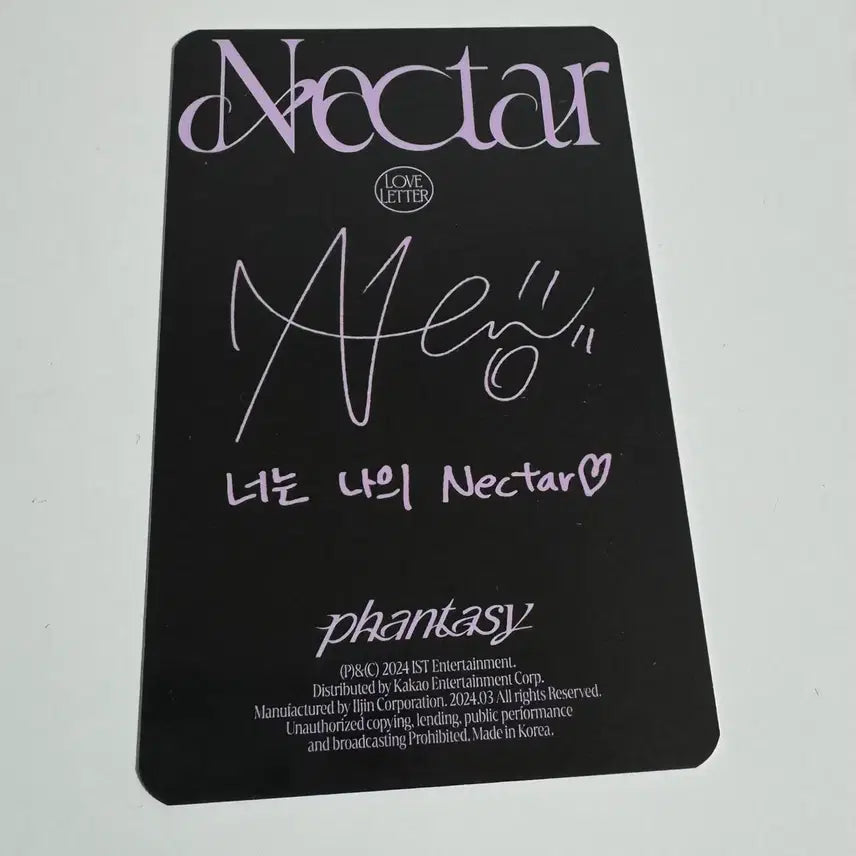 Nectar
LOVE
LETTER
너는 나의 Nectar♡
phantasy
(P)&(C) 2024 IST Entertainment.
Distributed by Kakao Entertainment Corp.
Manufactured by Iljin Corporation. 2024.03 All rights Reserved.
Unauthorized copying, lending, public performance
and broadcasting Prohibited. Made in Korea.